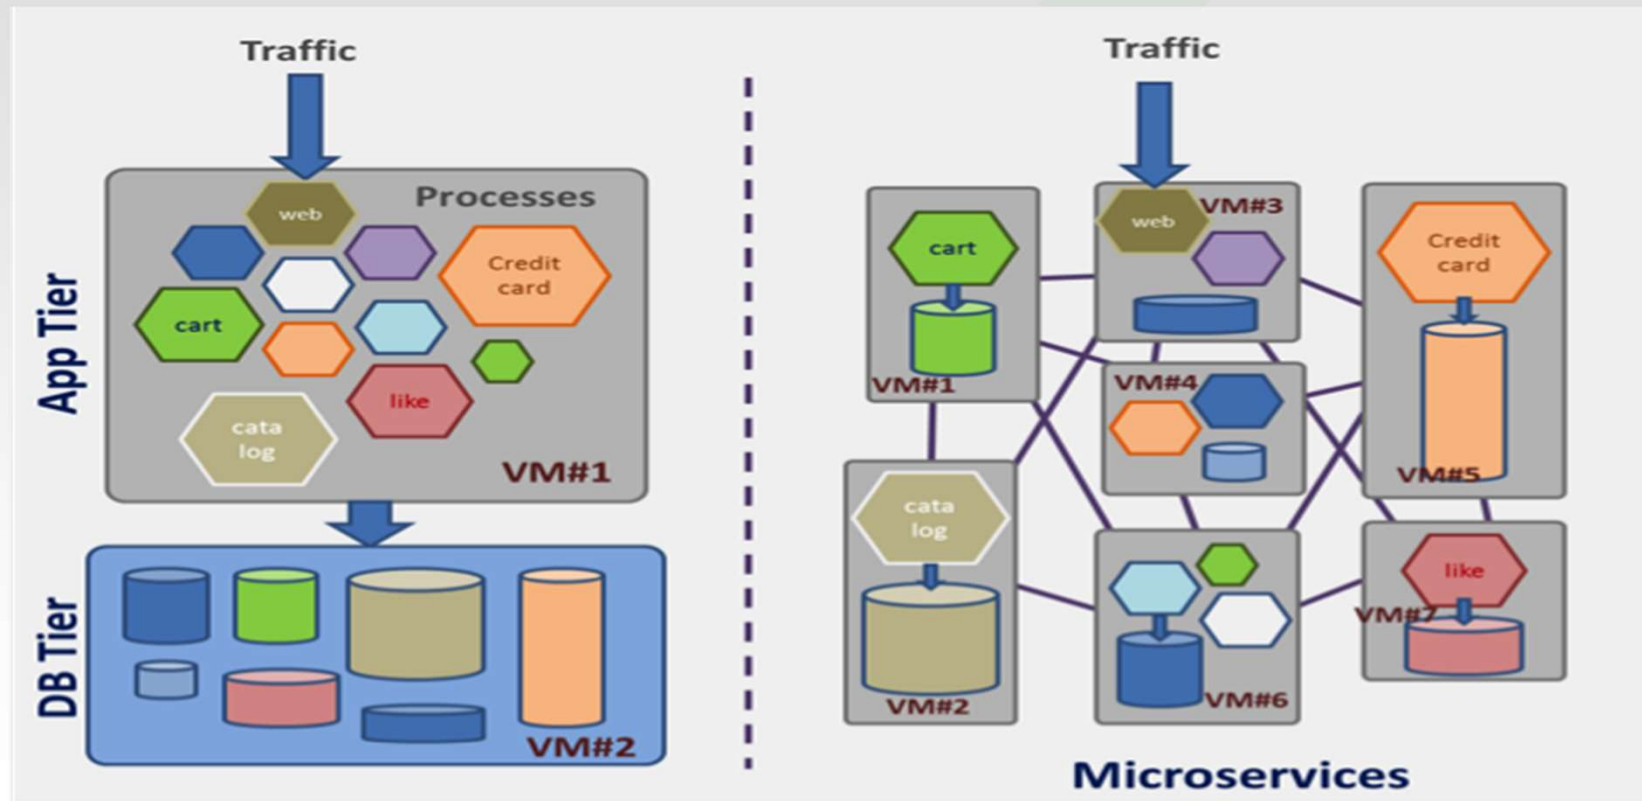 Traffic
Processes
web
Credit
card
cart
like
cata
log
VM#1
App Tier
DB Tier
VM#2
Traffic
cart
VM#1
web
VM#3
Credit
card
VM#5
VM#4
cata
log
VM#2
VM#6
like
VM#7
Microservices